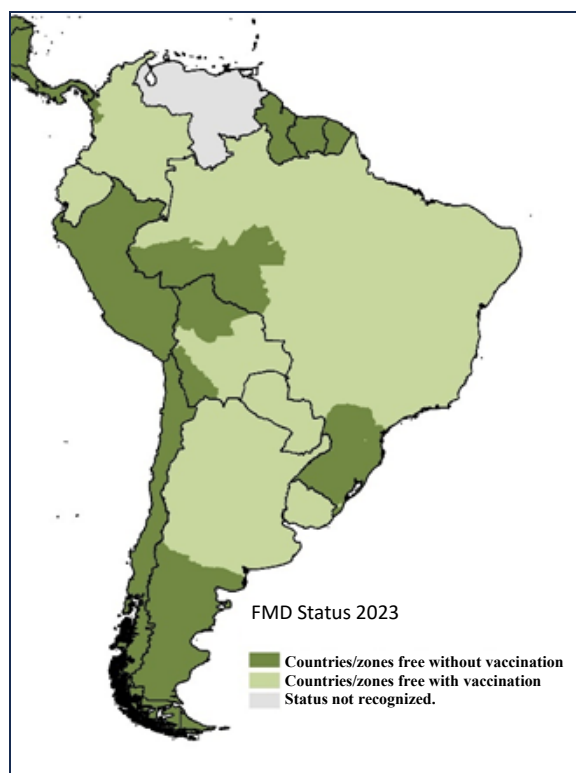 FMD Status 2023
Countries/zones free without vaccination
Countries/zones free with vaccination
Status not recognized.